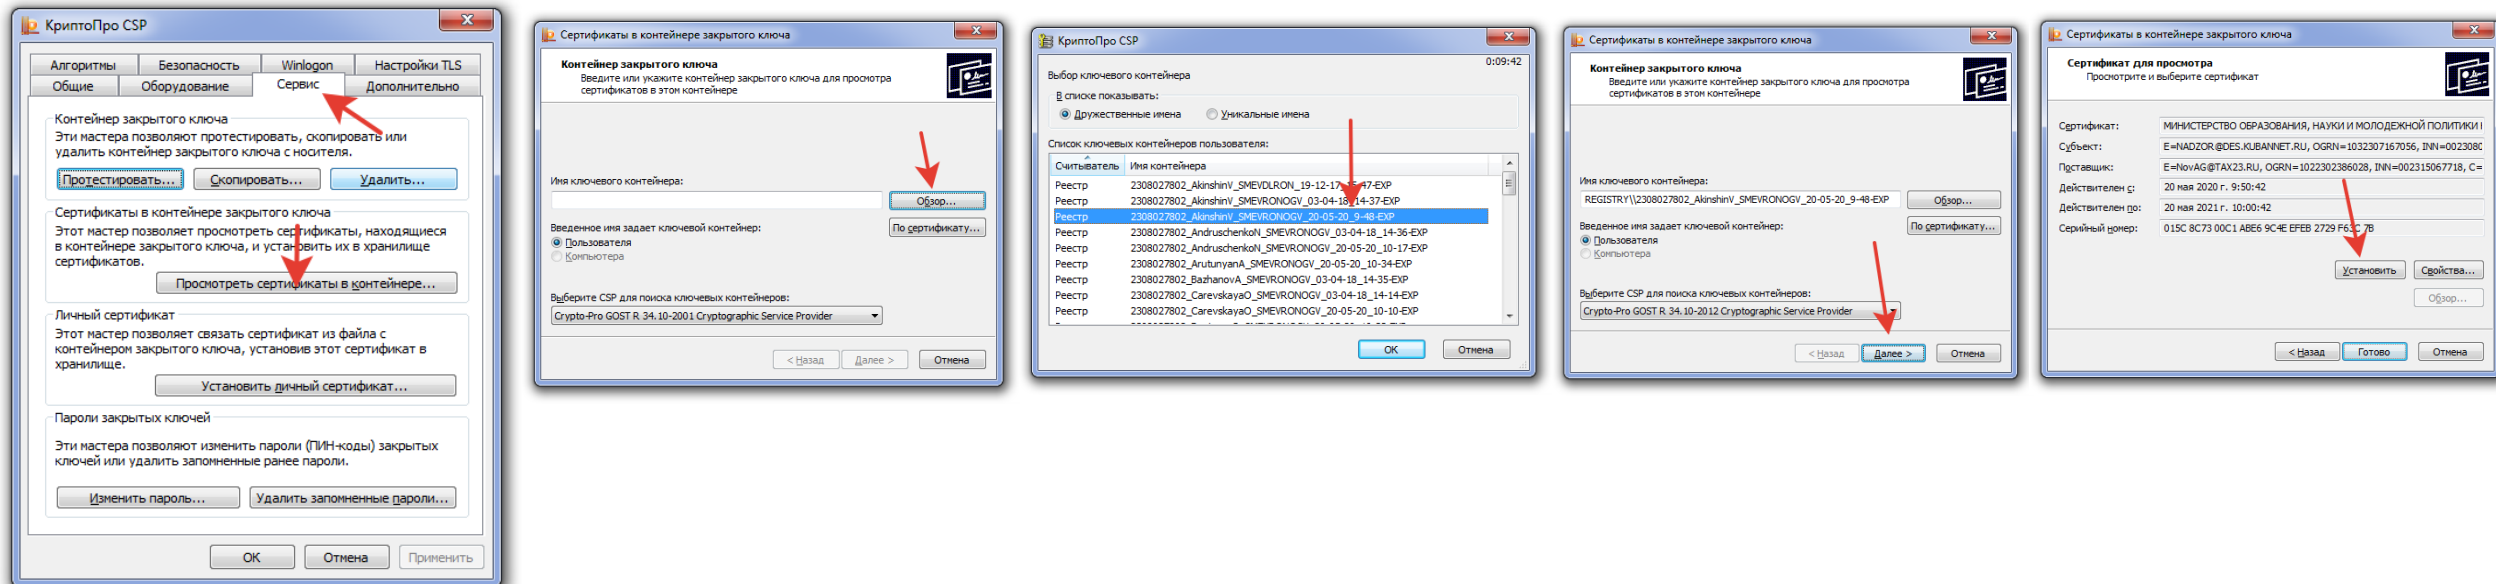 КриптоПро CSP
Алгоритмы Безопасность Winlogon Настройки TLS
Общие Оборудование Сервис Дополнительно
Контейнер закрытого ключа
Эти мастера позволяют протестировать, скопировать или
удалить контейнер закрытого ключа с носителя.
Протестировать... Скопировать... Удалить...
Сертификаты в контейнере закрытого ключа
Этот мастер позволяет просмотреть сертификаты, находящиеся
в контейнере закрытого ключа, и установить их в хранилище
сертификатов.
Просмотреть сертификаты в контейнере...
Личный сертификат
Этот мастер позволяет связать сертификат из файла с
контейнером закрытого ключа, установив этот сертификат в
хранилище.
Установить личный сертификат...
Пароли закрытых ключей
Эти мастера позволяют изменить пароли (ПИН-коды) закрытых
ключей или удалить запомненные ранее пароли.
Изменить пароль... Удалить запомненные пароли...
ОК Отмена Применить
Сертификаты в контейнере закрытого ключа
Контейнер закрытого ключа
Введите или укажите контейнер закрытого ключа для просмотра
сертификатов в этом контейнере
Имя ключевого контейнера:
Обзор...
Введенное имя задает ключевой контейнер:
По сертификату...
Пользователя
Компьютера
Выберите CSP для поиска ключевых контейнеров:
Crypto-Pro GOST R 34.10-2001 Cryptographic Service Provider
< Назад Далее > Отмена
КриптоПро CSP
0:09:42
Выбор ключевого контейнера
В списке показывать:
Дружественные имена Уникальные имена
Список ключевых контейнеров пользователя:
Считыватель Имя контейнера
Реестр 2308027802_AkinshinV_SMEVDLRON_19-12-17_15-47-EXP
Реестр 2308027802_AkinshinV_SMEVRONOGV_03-04-18_14-37-EXP
Реестр 2308027802_AkinshinV_SMEVRONOGV_20-05-20_9-48-EXP
Реестр 2308027802_AndruschenkoN_SMEVRONOGV_03-04-18_14-36-EXP
Реестр 2308027802_AndruschenkoN_SMEVRONOGV_20-05-20_10-17-EXP
Реестр 2308027802_ArutunyanA_SMEVRONOGV_20-05-20_10-34-EXP
Реестр 2308027802_BazhanovA_SMEVRONOGV_03-04-18_14-35-EXP
Реестр 2308027802_CarevskayaO_SMEVRONOGV_03-04-18_14-14-EXP
Реестр 2308027802_CarevskayaO_SMEVRONOGV_20-05-20_10-10-EXP
ОК Отмена
Сертификаты в контейнере закрытого ключа
Контейнер закрытого ключа
Введите или укажите контейнер закрытого ключа для просмотра
сертификатов в этом контейнере
Имя ключевого контейнера:
REGISTRY\\2308027802_AkinshinV_SMEVRONOGV_20-05-20_9-48-EXP Обзор...
Введенное имя задает ключевой контейнер:
По сертификату...
Пользователя
Компьютера
Выберите CSP для поиска ключевых контейнеров:
Crypto-Pro GOST R 34.10-2012 Cryptographic Service Provider
< Назад Далее > Отмена
Сертификаты в контейнере закрытого ключа
Сертификат для просмотра
Просмотрите и выберите сертификат
Сертификат: МИНИСТЕРСТВО ОБРАЗОВАНИЯ, НАУКИ И МОЛОДЕЖНОЙ ПОЛИТИКИ
Субъект: E=NADZOR@DES.KUBANNET.RU, OGRN=1032307167056, INN=002308
Поставщик: E=NovAG@TAX23.RU, OGRN=1022302386028, INN=002315067718, C=
Действителен с: 20 мая 2020 г. 9:50:42
Действителен по: 20 мая 2021 г. 10:00:42
Серийный номер: 015C 8C73 00C1 ABE6 9C4E EFEB 2729 F63C 7B
Установить Свойства...
Обзор...
< Назад Готово Отмена